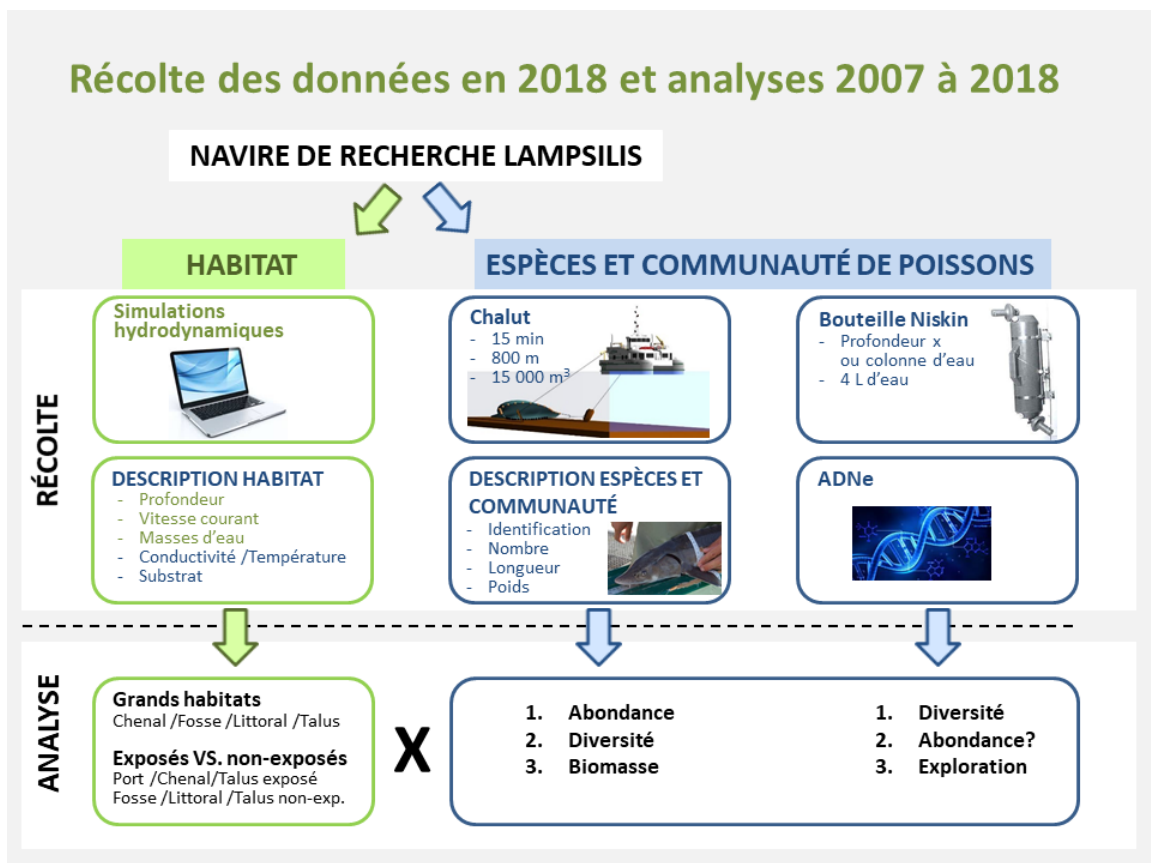 Récolte des données en 2018 et analyses 2007 à 2018
NAVIRE DE RECHERCHE LAMPSILIS
HABITAT
ESPÈCES ET COMMUNAUTÉ DE POISSONS
RÉCOLTE
Simulations
hydrodynamiques
Chalut
- 15 min
- 800 m
- 15 000 m³
Bouteille Niskin
- Profondeur x
ou colonne d'eau
- 4 L d'eau
DESCRIPTION HABITAT
- Profondeur
- Vitesse courant
- Masses d'eau
- Conductivité /Température
- Substrat
DESCRIPTION ESPÈCES ET
COMMUNAUTÉ
- Identification
- Nombre
- Longueur
- Poids
ADNe
ANALYSE
Grands habitats
Chenal /Fosse /Littoral /Talus
Exposés VS. non-exposés
Port /Chenal/Talus exposé
Fosse /Littoral /Talus non-exp.
X
1. Abondance
2. Diversité
3. Biomasse
1. Diversité
2. Abondance?
3. Exploration